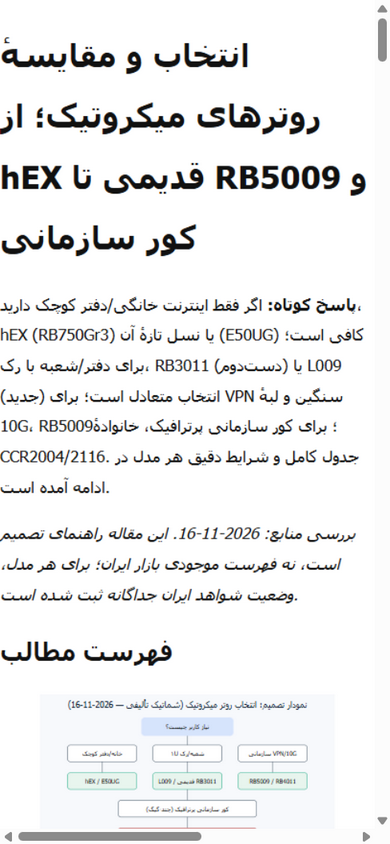 انتخاب و مقایسهٔ
روترهای میکروتیک؛ از
hEX قدیمی تا RB5009 و
کور سازمانی
پاسخ کوتاه: اگر فقط اینترنت خانگی/دفتر کوچک دارید،
hEX (RB750Gr3) یا نسل تازهٔ آن (E50UG) کافی است؛
برای دفتر/شعبه با رک، RB3011 (دست‌دوم) یا L009
(جدید) انتخاب متعادل است؛ برای VPN سنگین و لبهٔ
10G، خانوادهٔRB5009 ؛ برای کور سازمانی پرترافیک،
CCR2004/2116. جدول کامل و شرایط دقیق هر مدل در
ادامه آمده است.
بررسی منابع: 2026-11-16. این مقاله راهنمای تصمیم
است، نه فهرست موجودی بازار ایران؛ برای هر مدل،
وضعیت شواهد ایران جداگانه ثبت شده است.
فهرست مطالب
نمودار تصمیم: انتخاب روتر میکروتیک (شماتیک تألیفی — 2026-11-16)
نیاز کاربر چیست؟
خانه/دفتر کوچک
شعبه/رک 1U
VPN/10G سازمانی
hEX / E50UG
L009 / RB3011 قدیمی
RB5009 / RB4011
کور سازمانی پرترافیک (چند گیگ)